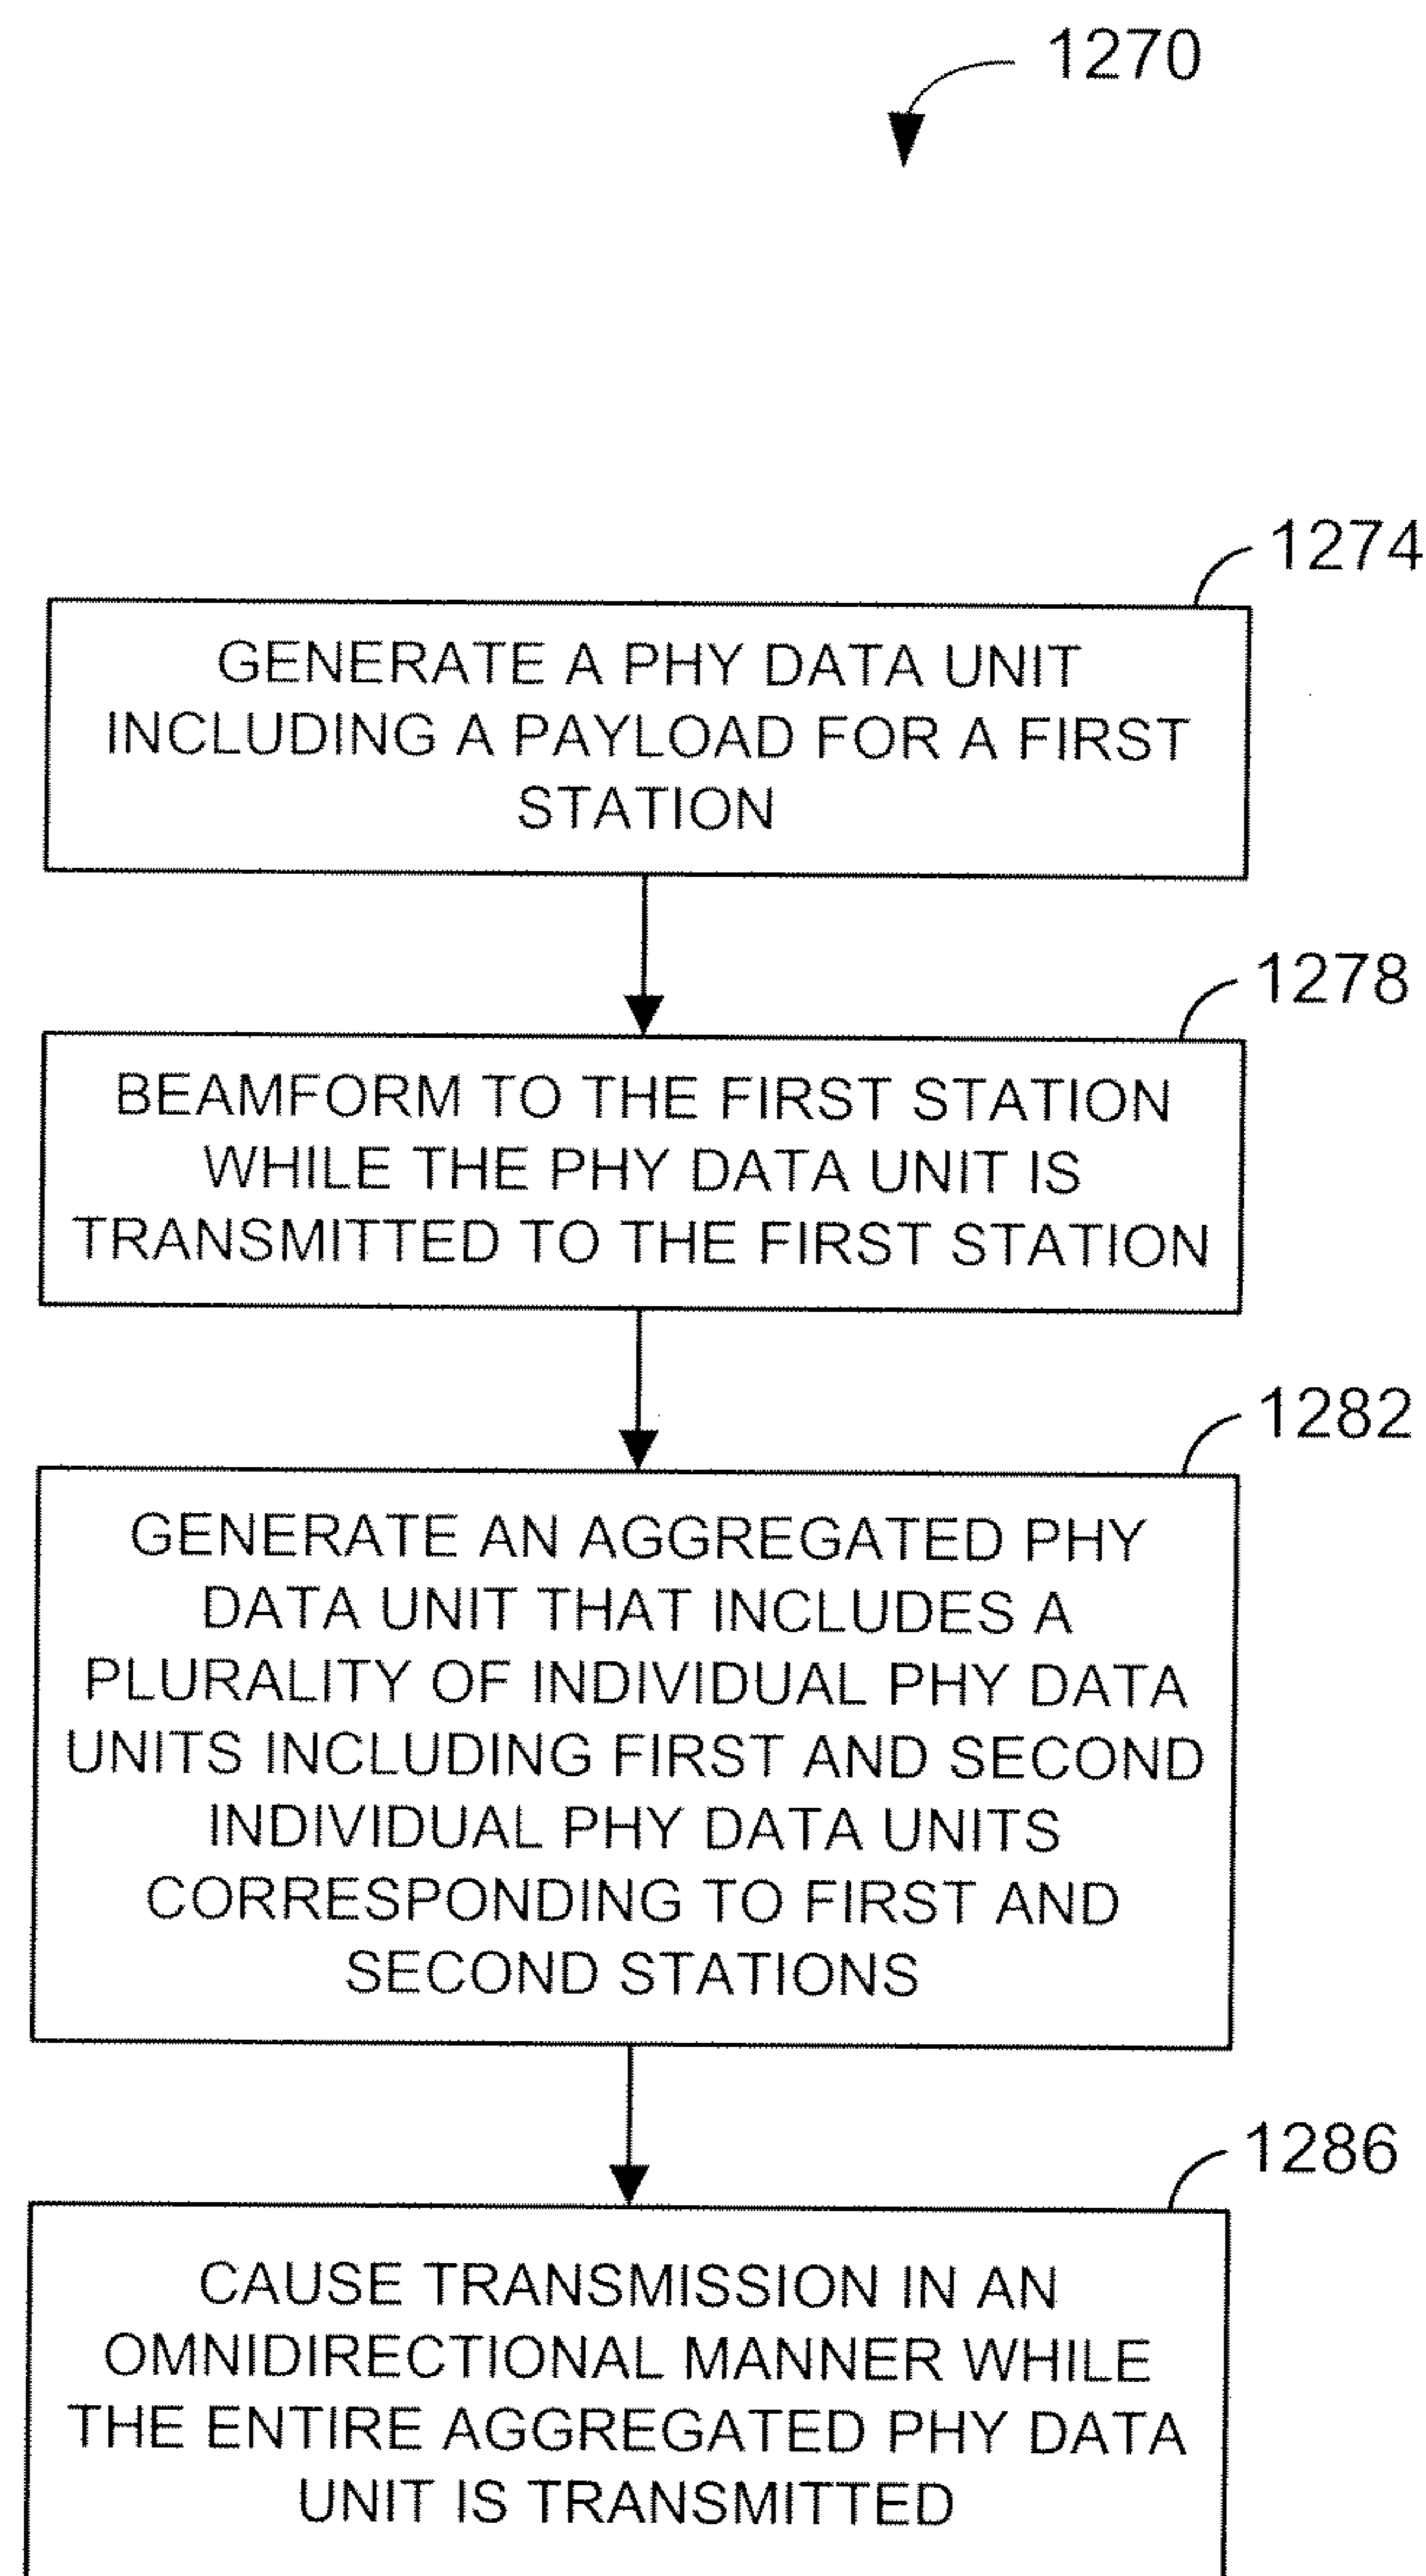 1270
1274
GENERATE A PHY DATA UNIT
INCLUDING A PAYLOAD FOR A FIRST
STATION
1278
BEAMFORM TO THE FIRST STATION
WHILE THE PHY DATA UNIT IS
TRANSMITTED TO THE FIRST STATION
1282
GENERATE AN AGGREGATED PHY
DATA UNIT THAT INCLUDES A
PLURALITY OF INDIVIDUAL PHY DATA
UNITS INCLUDING FIRST AND SECOND
INDIVIDUAL PHY DATA UNITS
CORRESPONDING TO FIRST AND
SECOND STATIONS
1286
CAUSE TRANSMISSION IN AN
OMNIDIRECTIONAL MANNER WHILE
THE ENTIRE AGGREGATED PHY DATA
UNIT IS TRANSMITTED